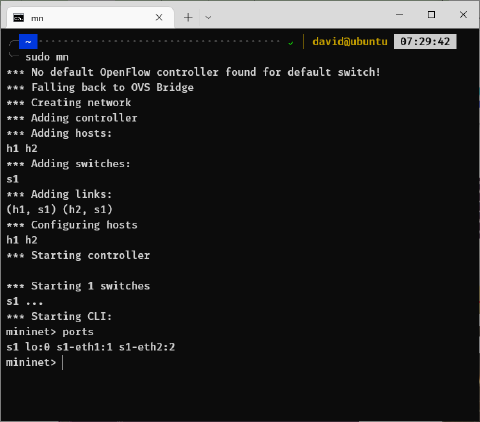 mn
~ ✓ david@ubuntu 07:29:42
sudo mn
*** No default OpenFlow controller found for default switch!
*** Falling back to OVS Bridge
*** Creating network
*** Adding controller
*** Adding hosts:
h1 h2
*** Adding switches:
s1
*** Adding links:
(h1, s1) (h2, s1)
*** Configuring hosts
h1 h2
*** Starting controller
*** Starting 1 switches
s1 ...
*** Starting CLI:
mininet> ports
s1 lo:0 s1-eth1:1 s1-eth2:2
mininet>